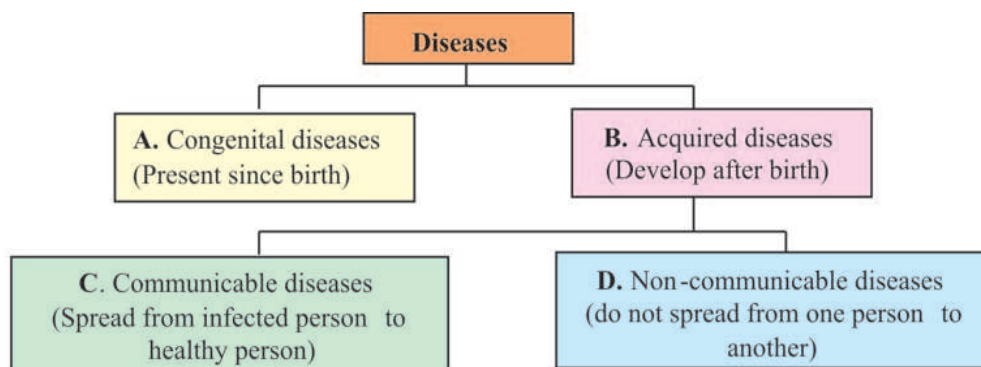 Diseases
A. Congenital diseases
(Present since birth)
B. Acquired diseases
(Develop after birth)
C. Communicable diseases
(Spread from infected person to
healthy person)
D. Non-communicable diseases
(do not spread from one person to
another)